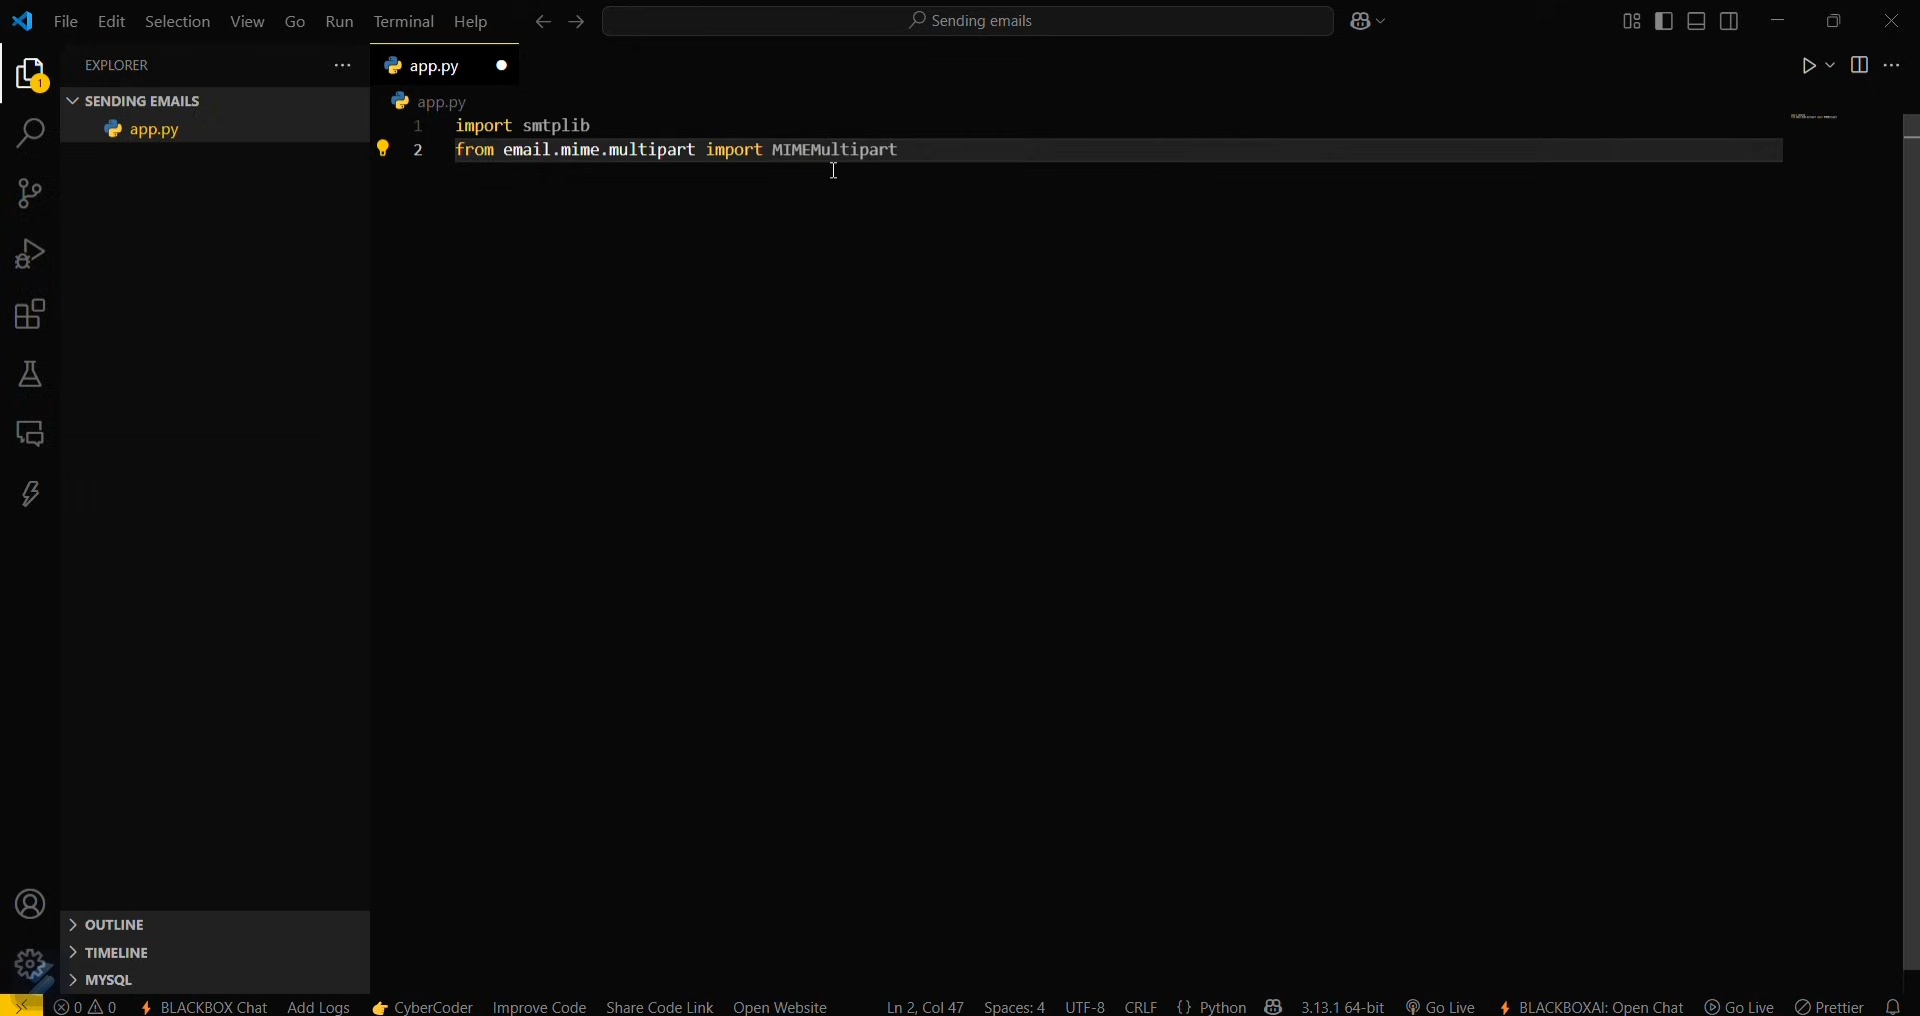 File Edit Selection View Go Run Terminal Help
Sending emails
EXPLORER
app.py
1
SENDING EMAILS
app.py
app.py
1 import smtplib
2 from email.mime.multipart import MIMEMultipart
OUTLINE
TIMELINE
MYSQL
0 0 BLACKBOX Chat Add Logs CyberCoder Improve Code Share Code Link Open Website Ln 2, Col 47 Spaces: 4 UTF-8 CRLF {} Python 3.13.1 64-bit Go Live BLACKBOXAI: Open Chat Go Live Prettier